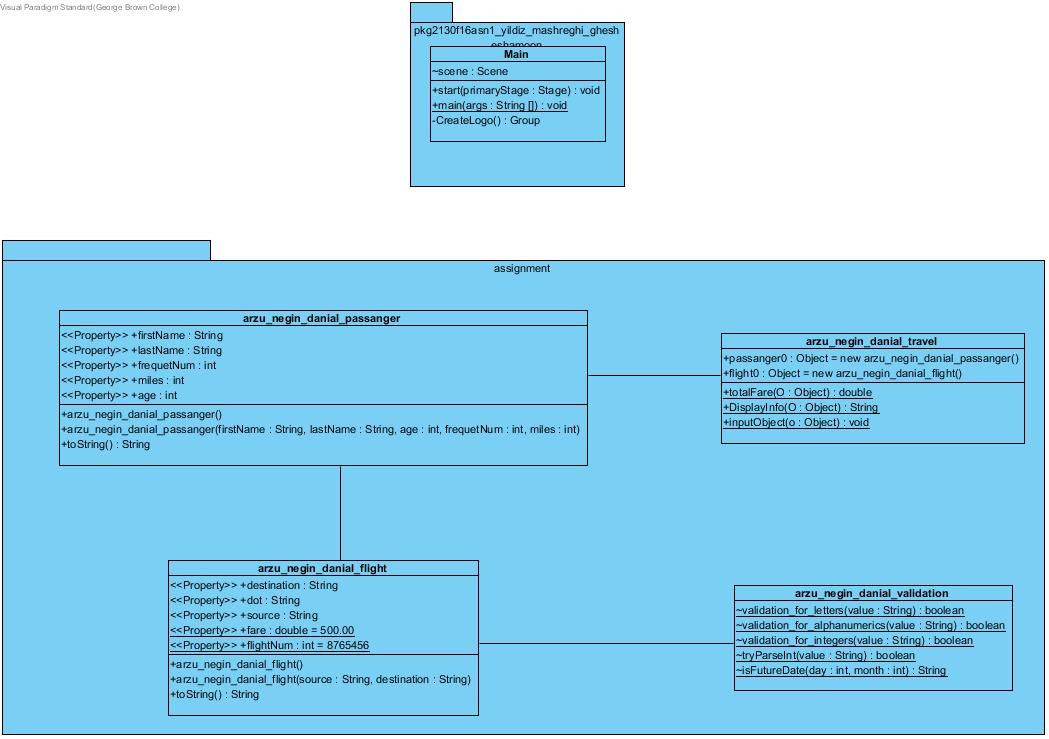 Visual Paradigm Standard(George Brown College)
pkg2130f16asn1_yildiz_mashreghi_ghesh
eshamoon
Main
~scene : Scene
+start(primaryStage : Stage) : void
+main(args : String []) : void
-CreateLogo() : Group
assignment
arzu_negin_danial_passanger
<<Property>> +firstName : String
<<Property>> +lastName : String
<<Property>> +frequetNum : int
<<Property>> +miles : int
<<Property>> +age : int
+arzu_negin_danial_passanger()
+arzu_negin_danial_passanger(firstName : String, lastName : String, age : int, frequetNum : int, miles : int)
+toString() : String
arzu_negin_danial_travel
+passanger0 : Object = new arzu_negin_danial_passanger()
+flight0 : Object = new arzu_negin_danial_flight()
+totalFare(O : Object) : double
+DisplayInfo(O : Object) : String
+inputObject(o : Object) : void
arzu_negin_danial_flight
<<Property>> +destination : String
<<Property>> +dot : String
<<Property>> +source : String
<<Property>> +fare : double = 500.00
<<Property>> +flightNum : int = 8765456
+arzu_negin_danial_flight()
+arzu_negin_danial_flight(source : String, destination : String)
+toString() : String
arzu_negin_danial_validation
~validation_for_letters(value : String) : boolean
~validation_for_alphanumerics(value : String) : boolean
~validation_for_integers(value : String) : boolean
~tryParseInt(value : String) : boolean
~isFutureDate(day : int, month : int) : String